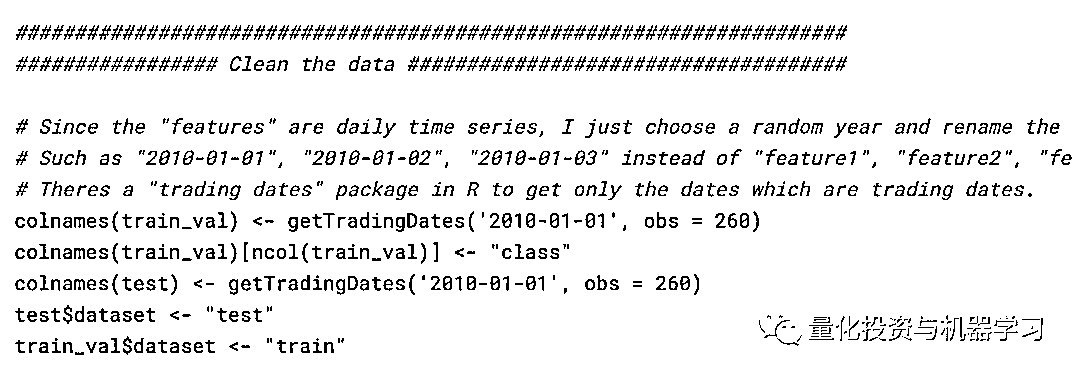 ######################################################################
################# Clean the data #####################################
# Since the "features" are daily time series, I just choose a random year and rename the
# Such as "2010-01-01", "2010-01-02", "2010-01-03" instead of "feature1", "feature2", "fe
# Theres a "trading dates" package in R to get only the dates which are trading dates.
colnames(train_val) <- getTradingDates('2010-01-01', obs = 260)
colnames(train_val)[ncol(train_val)] <- "class"
colnames(test) <- getTradingDates('2010-01-01', obs = 260)
test$dataset <- "test"
train_val$dataset <- "train"
量化投资与机器学习